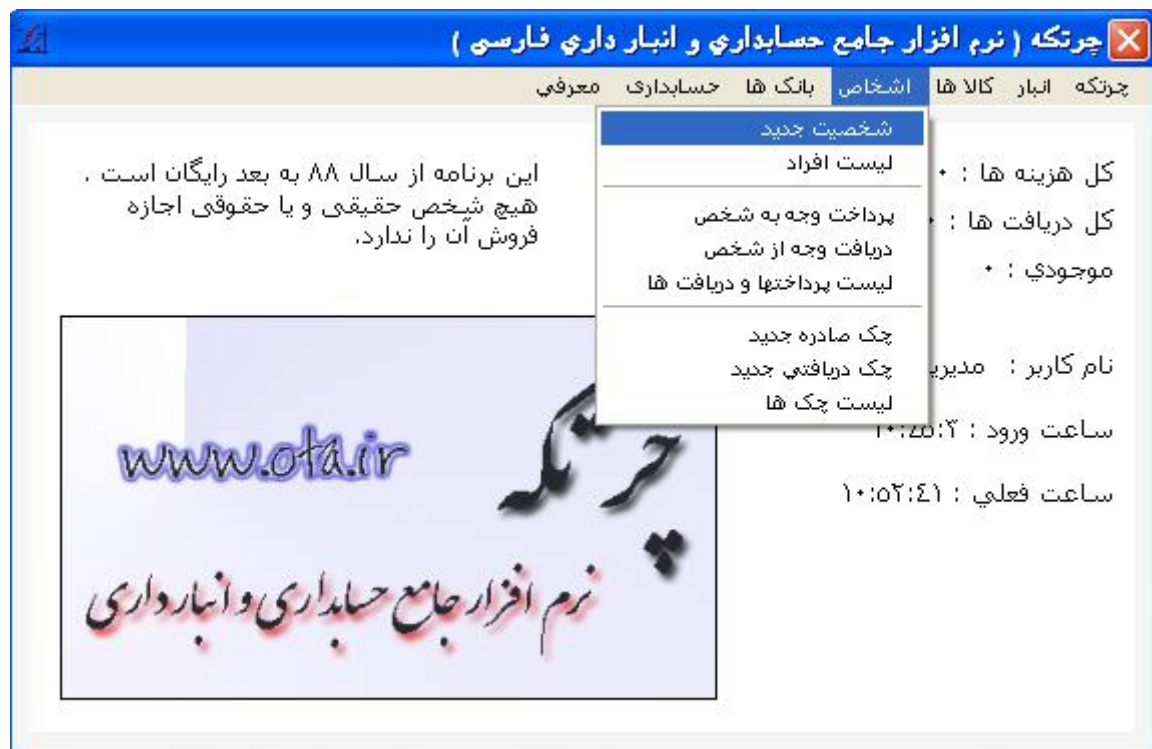 چرتکه ( نرم افزار جامع حسابداري و انبار داري فارسي )
چرتکه انبار کالا ها اشخاص بانک ها حسابداری معرفي
شخصیت جدید
لیست افراد
پرداخت وجه به شخص
دریافت وجه از شخص
لیست پرداختها و دریافت ها
چک صادره جدید
چک دریافتي جدید
لیست چک ها
کل هزینه ها : ۰
کل دریافت ها : ۰
موجودي : ۰
نام کاربر :
ساعت ورود :
ساعت فعلي : ۱۰:۵۲:۴۱
این برنامه از سال ۸۸ به بعد رایگان است .
هیچ شخص حقیقی و یا حقوقی اجازه
فروش آن را ندارد.
www.ota.ir
چرتکه
نرم افزار جامع حسابداری و انبارداری